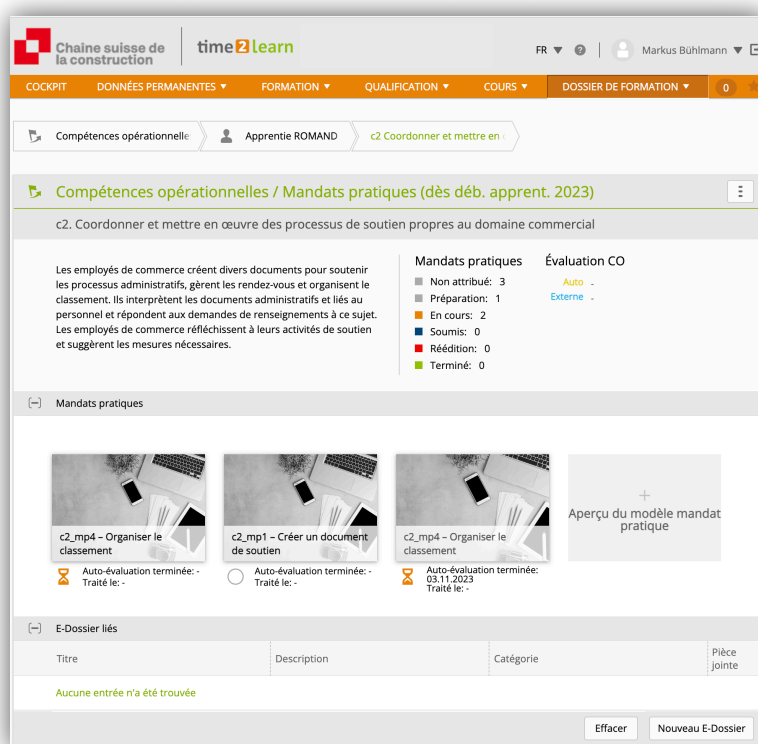 Chaine suisse de
la construction
time2learn
FR
Markus Bühlmann
COCKPIT DONNÉES PERMANENTES FORMATION QUALIFICATION COURS DOSSIER DE FORMATION 0
Compétences opérationnelle Apprentie ROMAND c2 Coordonner et mettre en
Compétences opérationnelles / Mandats pratiques (dès déb. apprent. 2023)
c2. Coordonner et mettre en œuvre des processus de soutien propres au domaine commercial
Les employés de commerce créent divers documents pour soutenir
les processus administratifs, gèrent les rendez-vous et organisent le
classement. Ils interprètent les documents administratifs et liés au
personnel et répondent aux demandes de renseignements à ce sujet.
Les employés de commerce réfléchissent à leurs activités de soutien
et suggèrent les mesures nécessaires.
Mandats pratiques
Non attribué: 3
Préparation: 1
En cours: 2
Soumis: 0
Réédition: 0
Terminé: 0
Évaluation CO
Auto -
Externe -
[—] Mandats pratiques
c2_mp4 – Organiser le
classement
Auto-évaluation terminée: -
Traité le: -
c2_mp1 – Créer un document
de soutien
Auto-évaluation terminée: -
Traité le: -
c2_mp4 – Organiser le
classement
Auto-évaluation terminée:
03.11.2023
Traité le: -
+
Aperçu du modèle mandat
pratique
[—] E-Dossier liés
Titre Description Catégorie Pièce
jointe
Aucune entrée n'a été trouvée
Effacer Nouveau E-Dossier